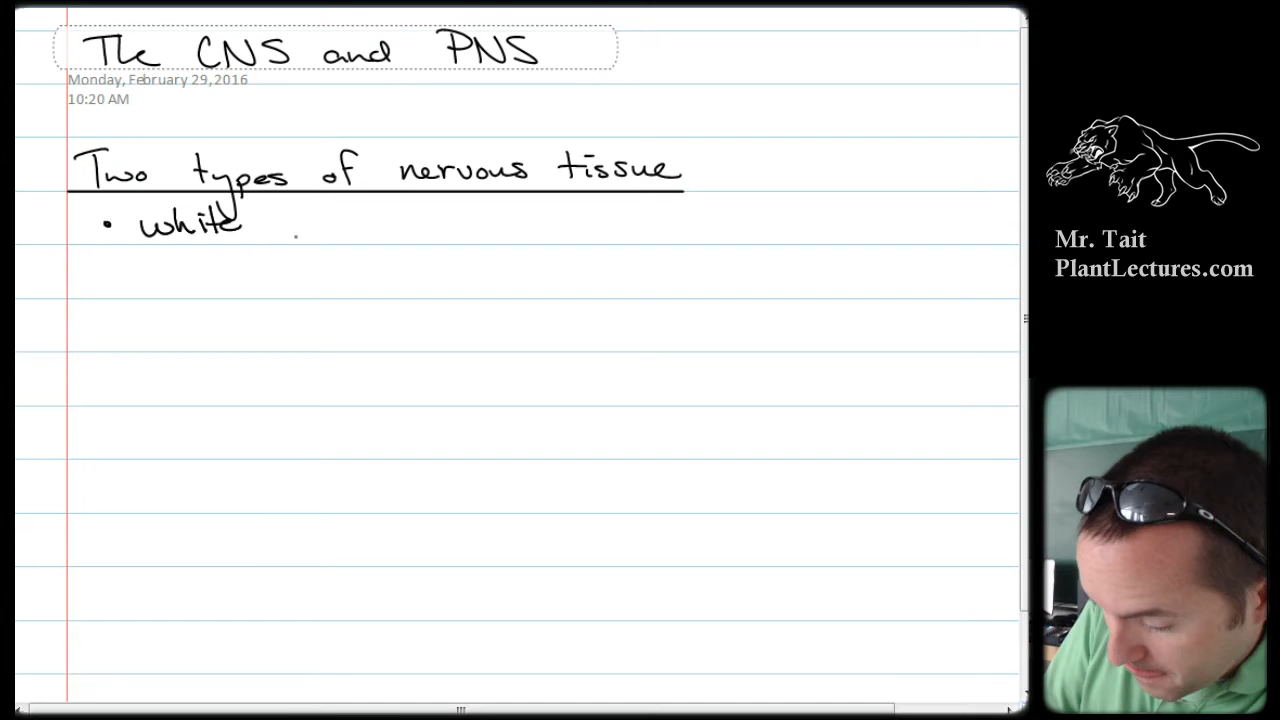 The CNS and PNS
Monday, February 29, 2016
10:20 AM
Two types of nervous tissue
• white
Mr. Tait
PlantLectures.com